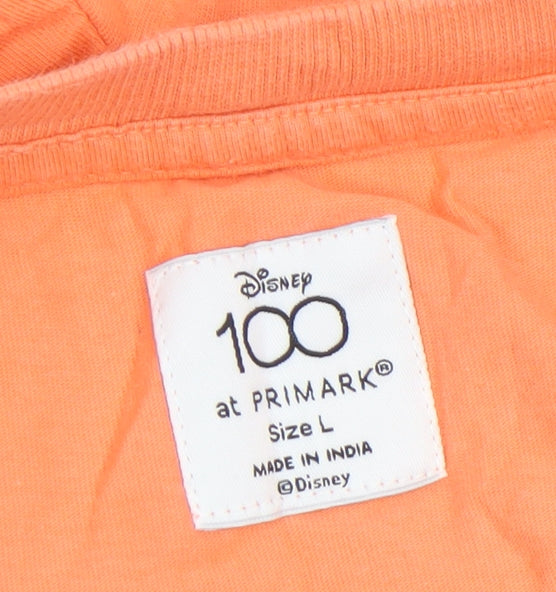 Disney
100
at PRIMARK®
Size L
MADE IN INDIA
©Disney